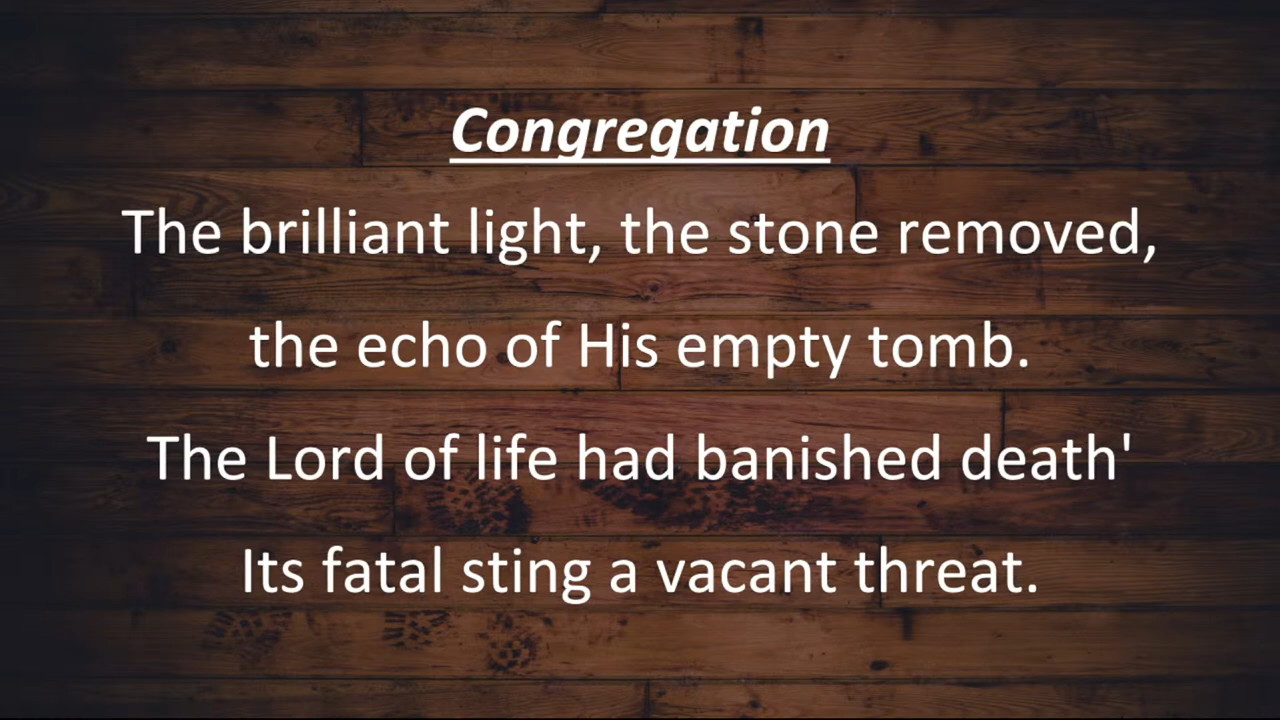 Congregation
The brilliant light, the stone removed,
the echo of His empty tomb.
The Lord of life had banished death'
Its fatal sting a vacant threat.